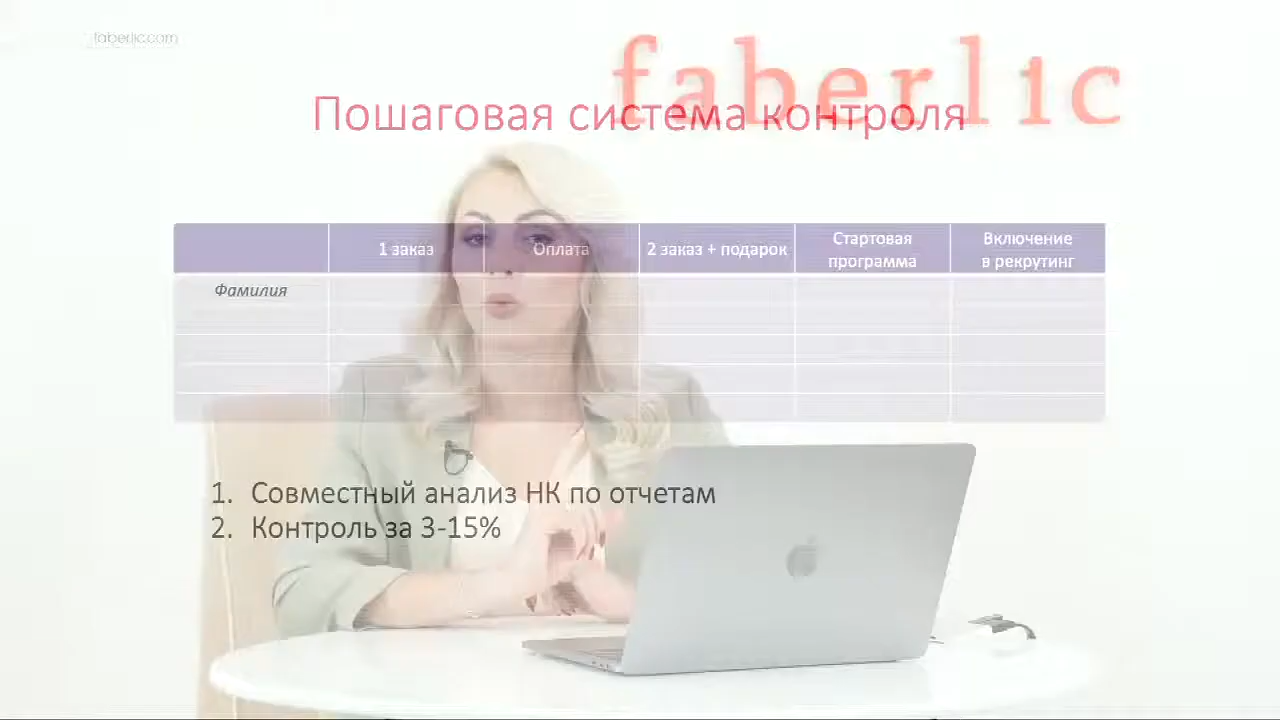 faberlic.com
faberlic
Пошаговая система контроля
1 заказ
Оплата
2 заказ + подарок
Стартовая
программа
Включение
в рекрутинг
Фамилия
1. Совместный анализ НК по отчетам
2. Контроль за 3-15%